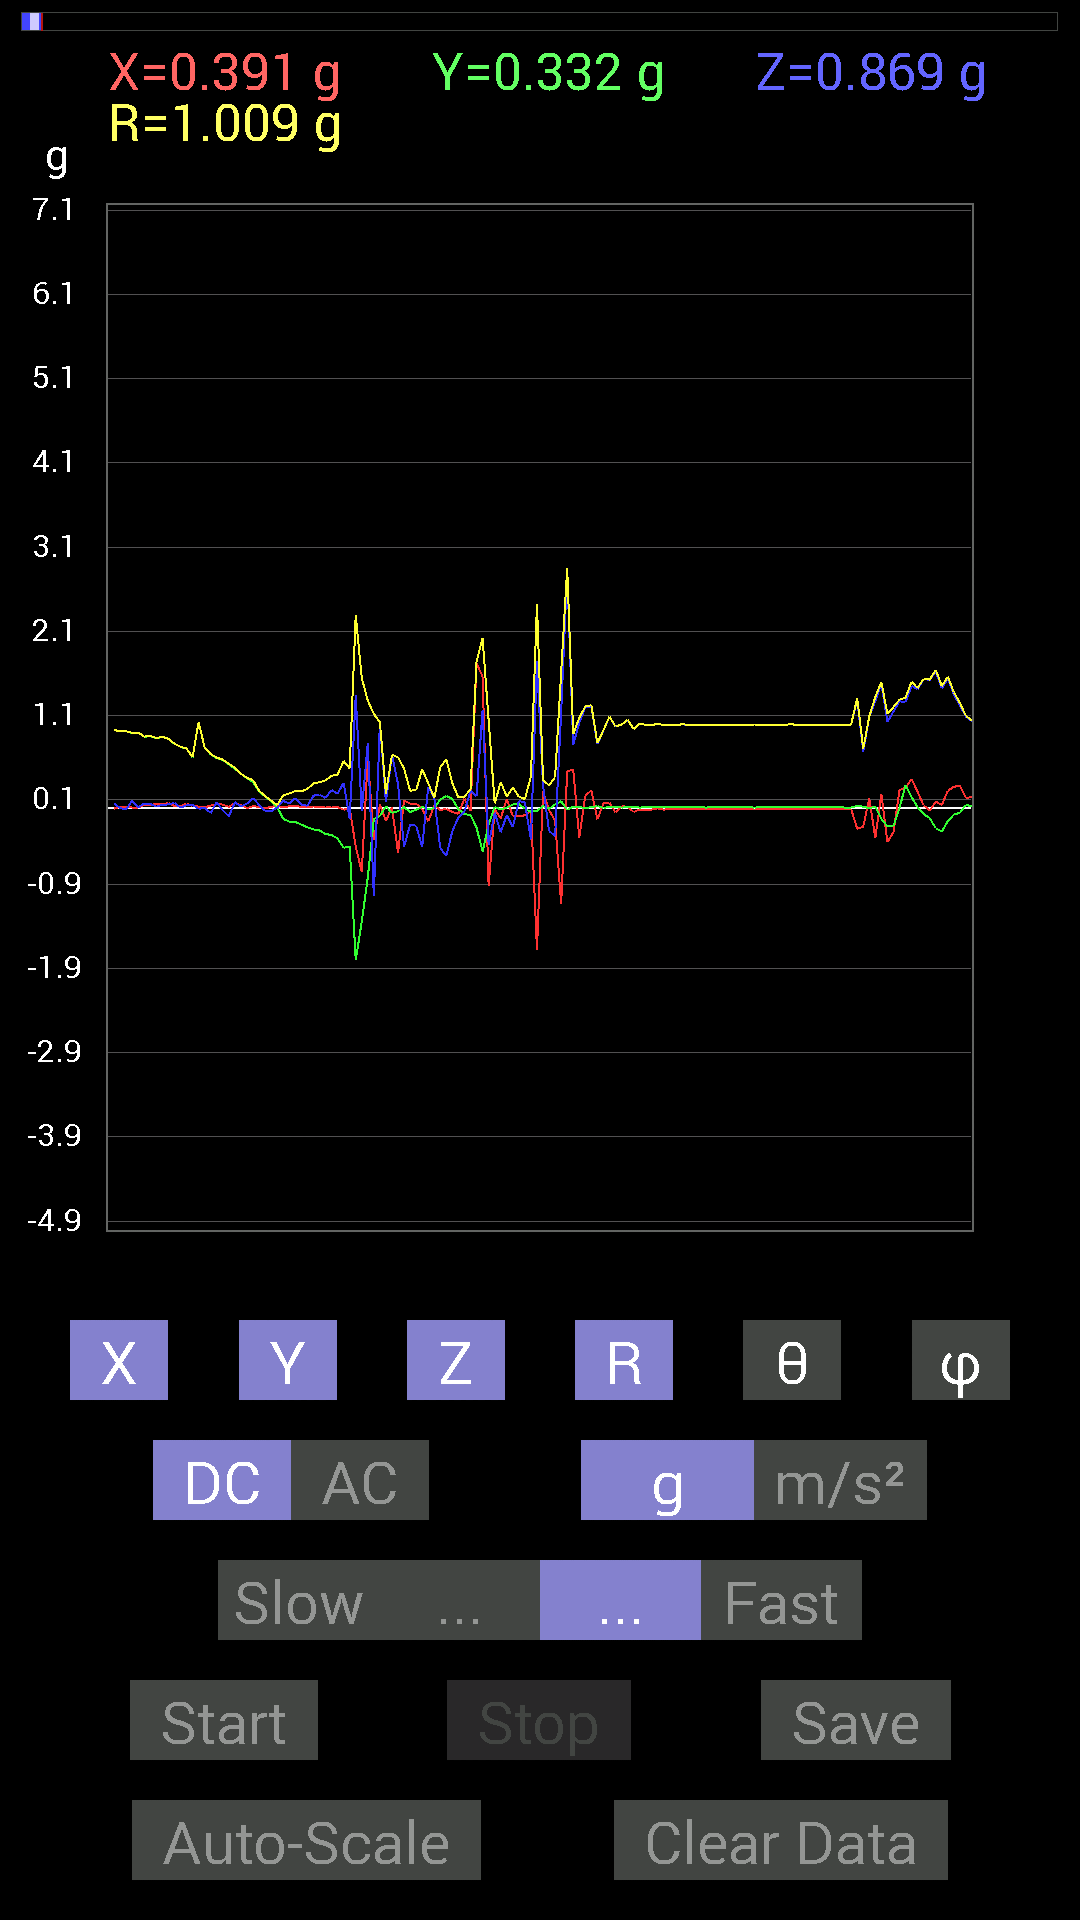 X=0.391 g Y=0.332 g Z=0.869 g
R=1.009 g
g
7.1
6.1
5.1
4.1
3.1
2.1
1.1
0.1
-0.9
-1.9
-2.9
-3.9
-4.9
X Y Z R θ φ
DC AC g m/s²
Slow ... ... Fast
Start Stop Save
Auto-Scale Clear Data